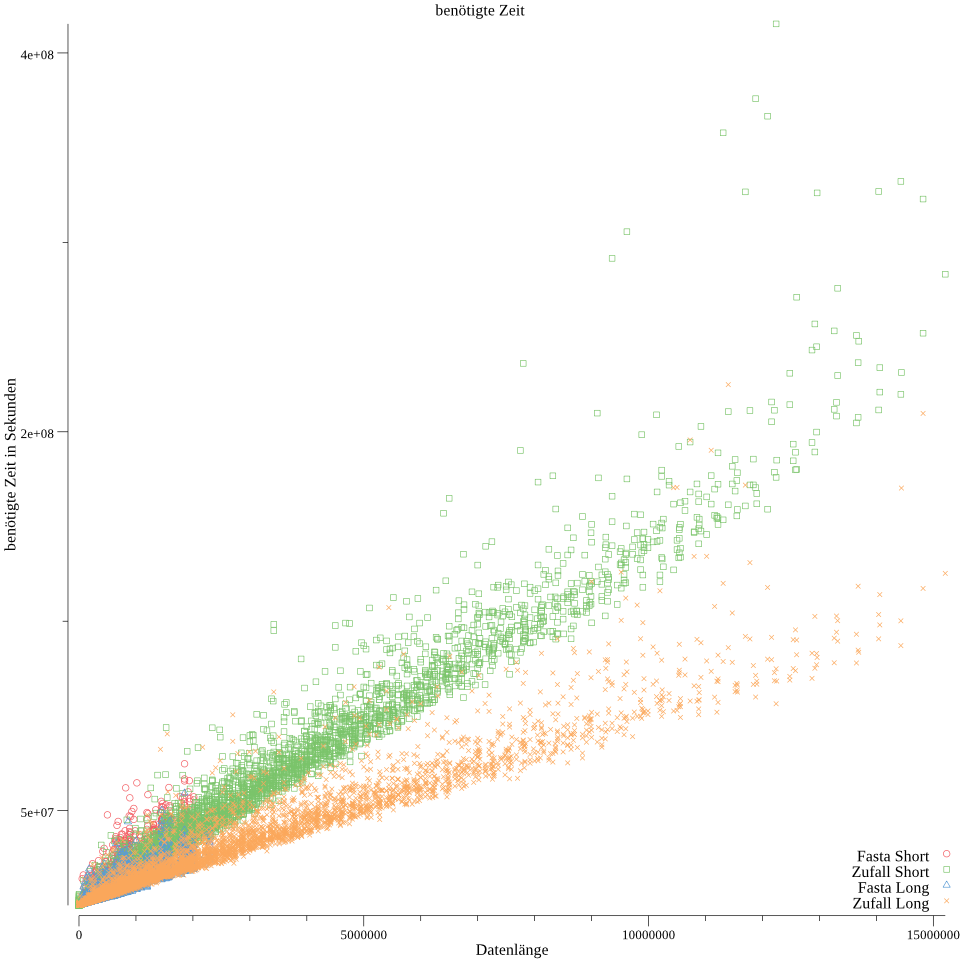 benötigte Zeit
4e+08
2e+08
5e+07
benötigte Zeit in Sekunden
Fasta Short
Zufall Short
Fasta Long
Zufall Long
0
5000000
10000000
15000000
Datenlänge